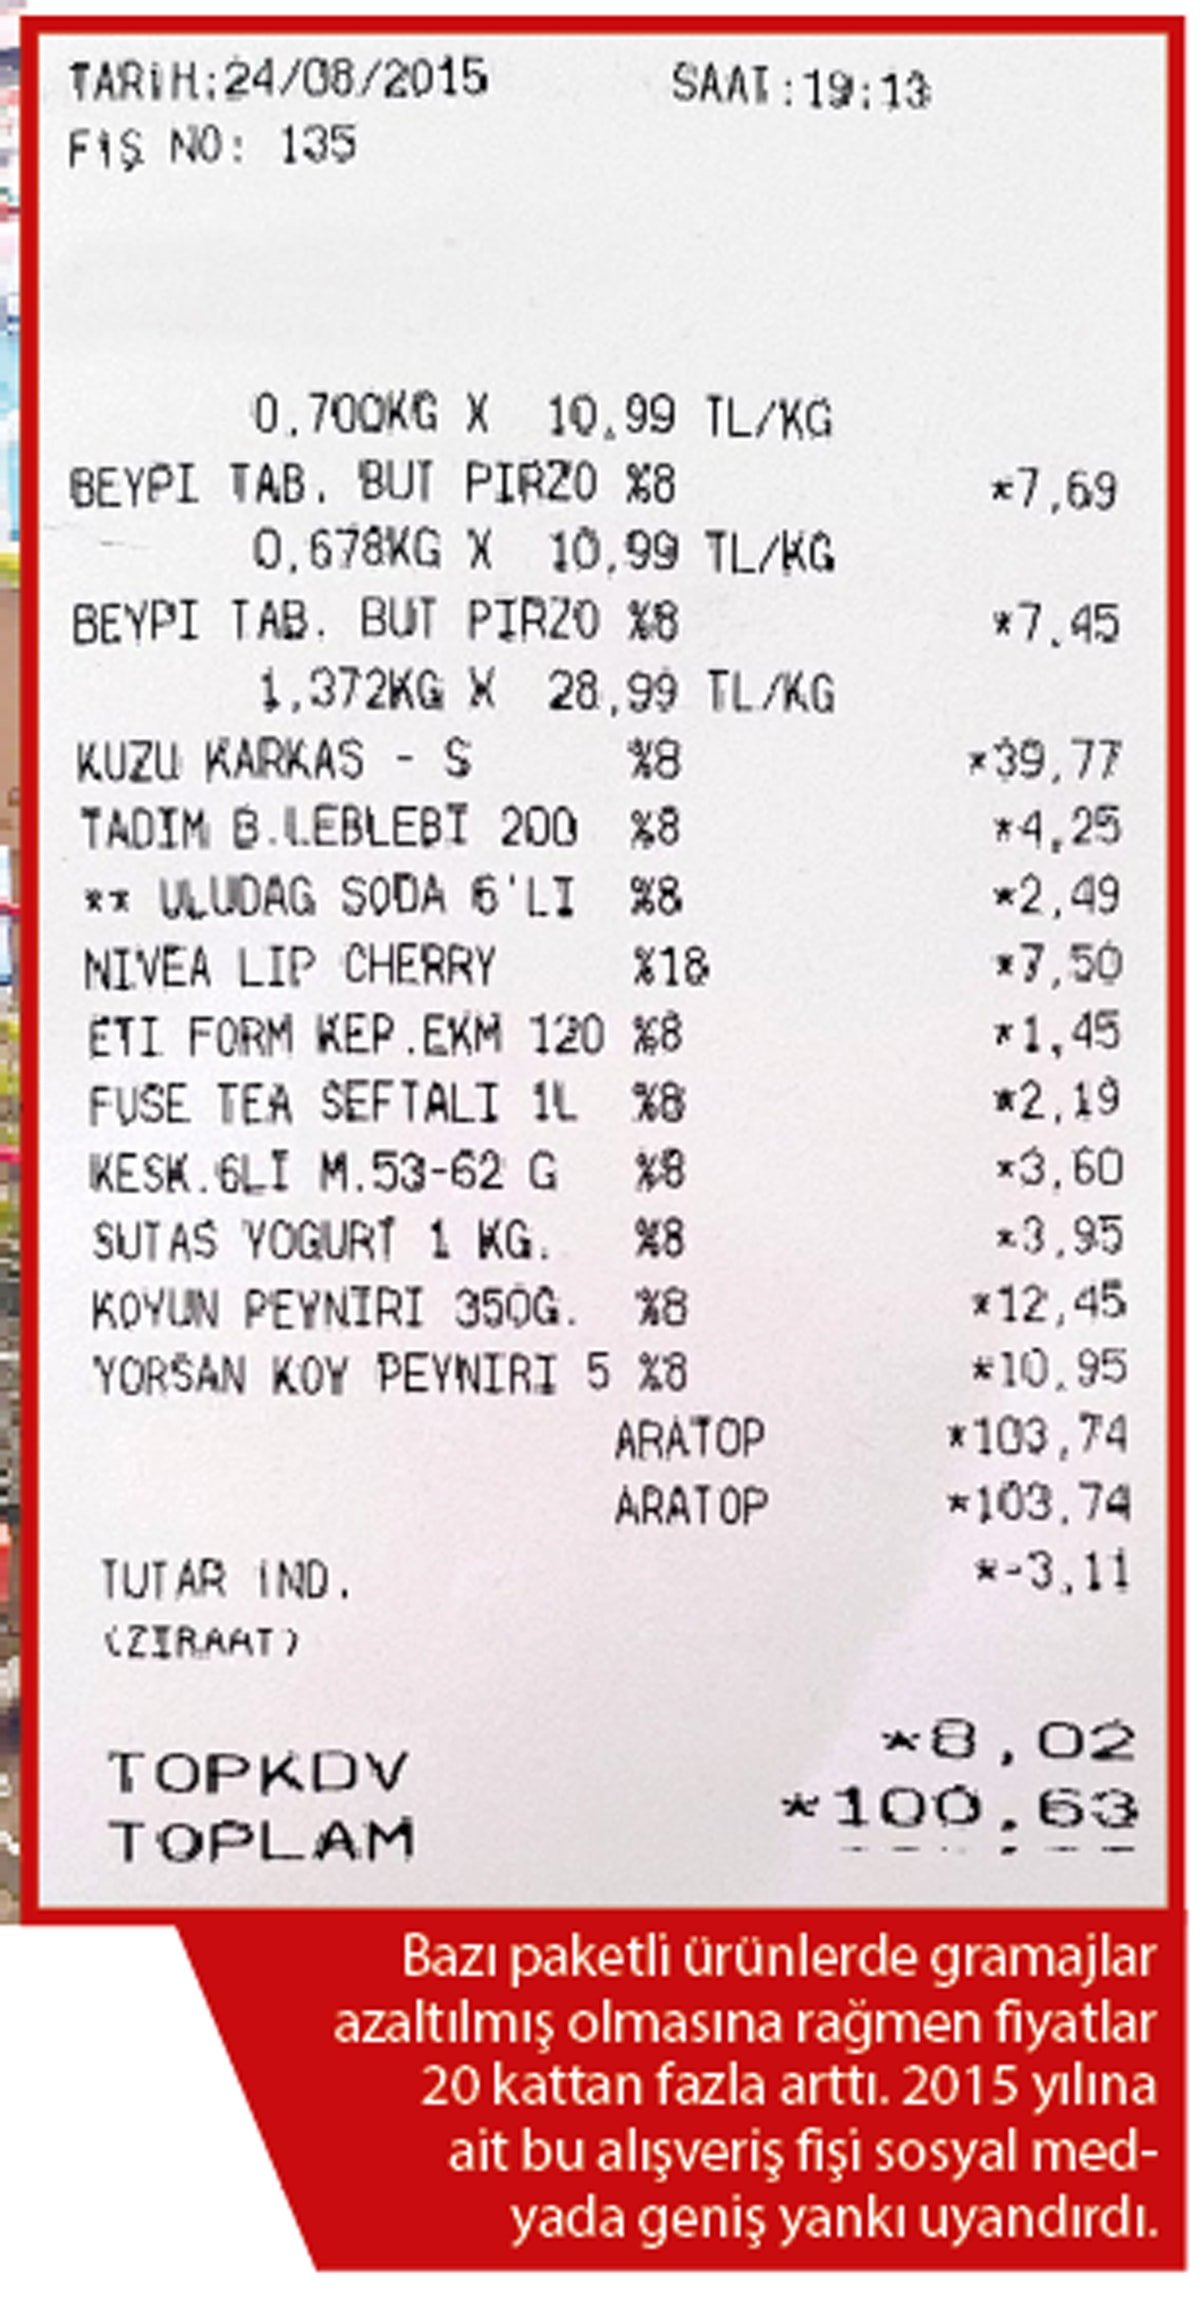 TARİH:24/08/2015 SAAT:19:13
FİŞ NO: 135
0,700KG X 10,99 TL/KG
BEYPI TAB. BUT PIRZO %8 *7,69
0,678KG X 10,99 TL/KG
BEYPI TAB. BUT PIRZO %8 *7,45
1,372KG X 28,99 TL/KG
KUZU KARKAS - S %8 *39,77
TADIM B.LEBLEBI 200 %8 *4,25
** ULUDAG SODA 6'LI %8 *2,49
NIVEA LIP CHERRY %18 *7,50
ETI FORM KEP.EKM 120 %8 *1,45
FUSE TEA SEFTALI 1L %8 *2,19
KESK.6LI M.53-62 G %8 *3,60
SUTAS YOGURT 1 KG. %8 *3,95
KOYUN PEYNIRI 350G. %8 *12,45
YORSAN KOY PEYNIRI 5 %8 *10,95
ARATOP *103,74
ARATOP *103,74
TUTAR İND. *-3,11
(ZIRAAT)
TOPKDV *8,02
TOPLAM *100,63
Bazı paketli ürünlerde gramajlar
azaltılmış olmasına rağmen fiyatlar
20 kattan fazla arttı. 2015 yılına
ait bu alışveriş fişi sosyal med-
yada geniş yankı uyandırdı.